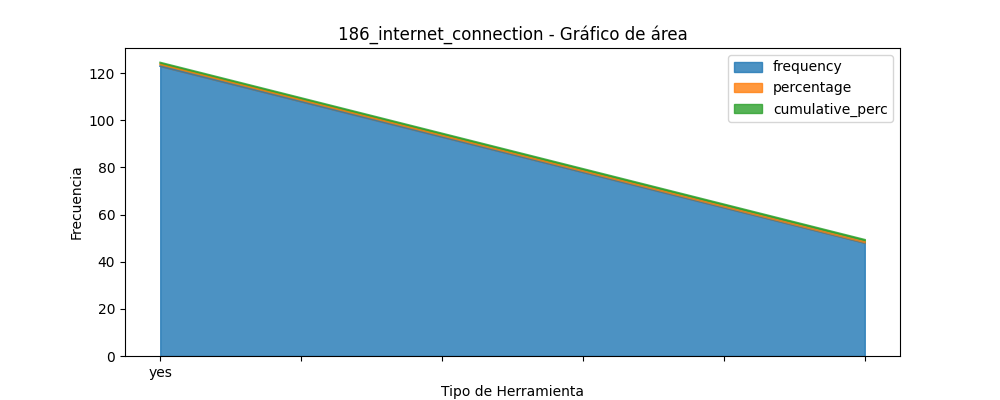 186_internet_connection - Gráfico de área
frequency
percentage
cumulative_perc
120
100
80
60
40
20
0
Frecuencia
yes
Tipo de Herramienta